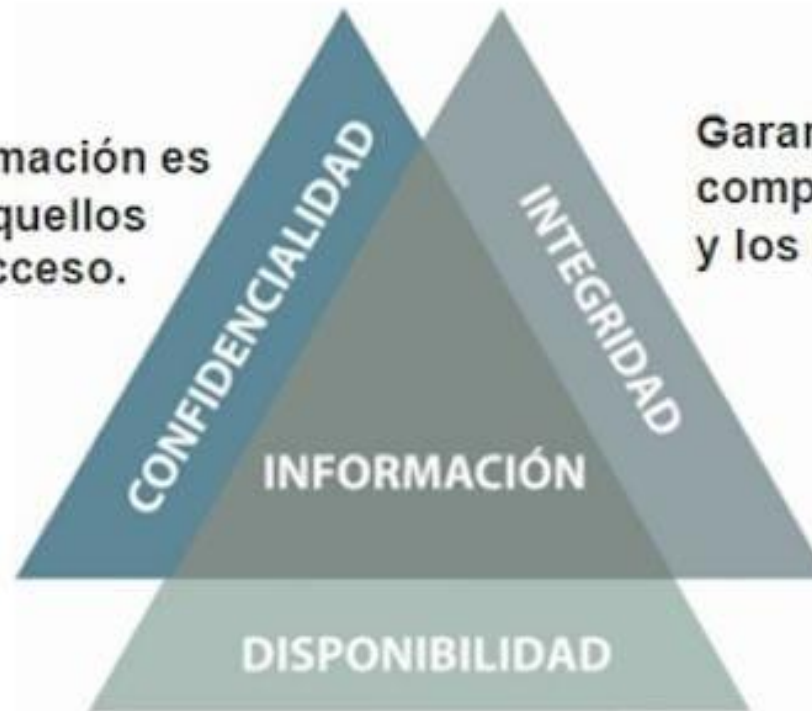 mación es
quellos
cceso.
Garan
comp
y los
CONFIDENCIALIDAD
INTEGRIDAD
INFORMACIÓN
DISPONIBILIDAD